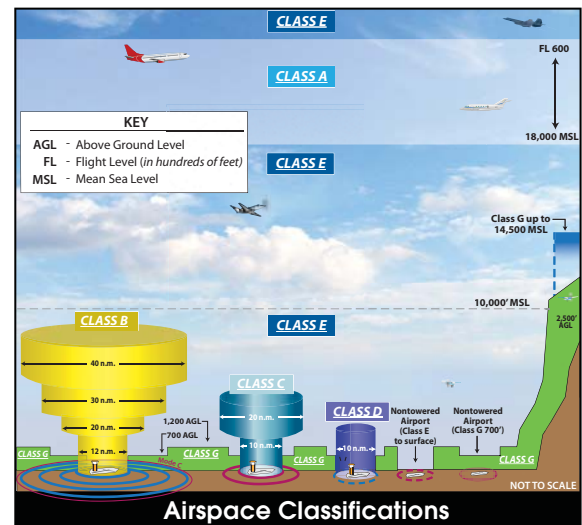 CLASS E
FL 600
CLASS A
18,000 MSL
KEY
AGL - Above Ground Level
FL - Flight Level (in hundreds of feet)
MSL - Mean Sea Level
CLASS E
Class G up to
14,500 MSL
10,000' MSL
CLASS B
CLASS E
2,500'
AGL
40 n.m.
CLASS C
30 n.m.
20 n.m.
CLASS D
Nontowered
Airport
(Class E
to surface)
Nontowered
Airport
(Class G 700')
20 n.m.
1,200 AGL
700 AGL
12 n.m.
10 n.m.
10 n.m.
CLASS G
CLASS G
CLASS G
CLASS G
Mode C
NOT TO SCALE
Airspace Classifications